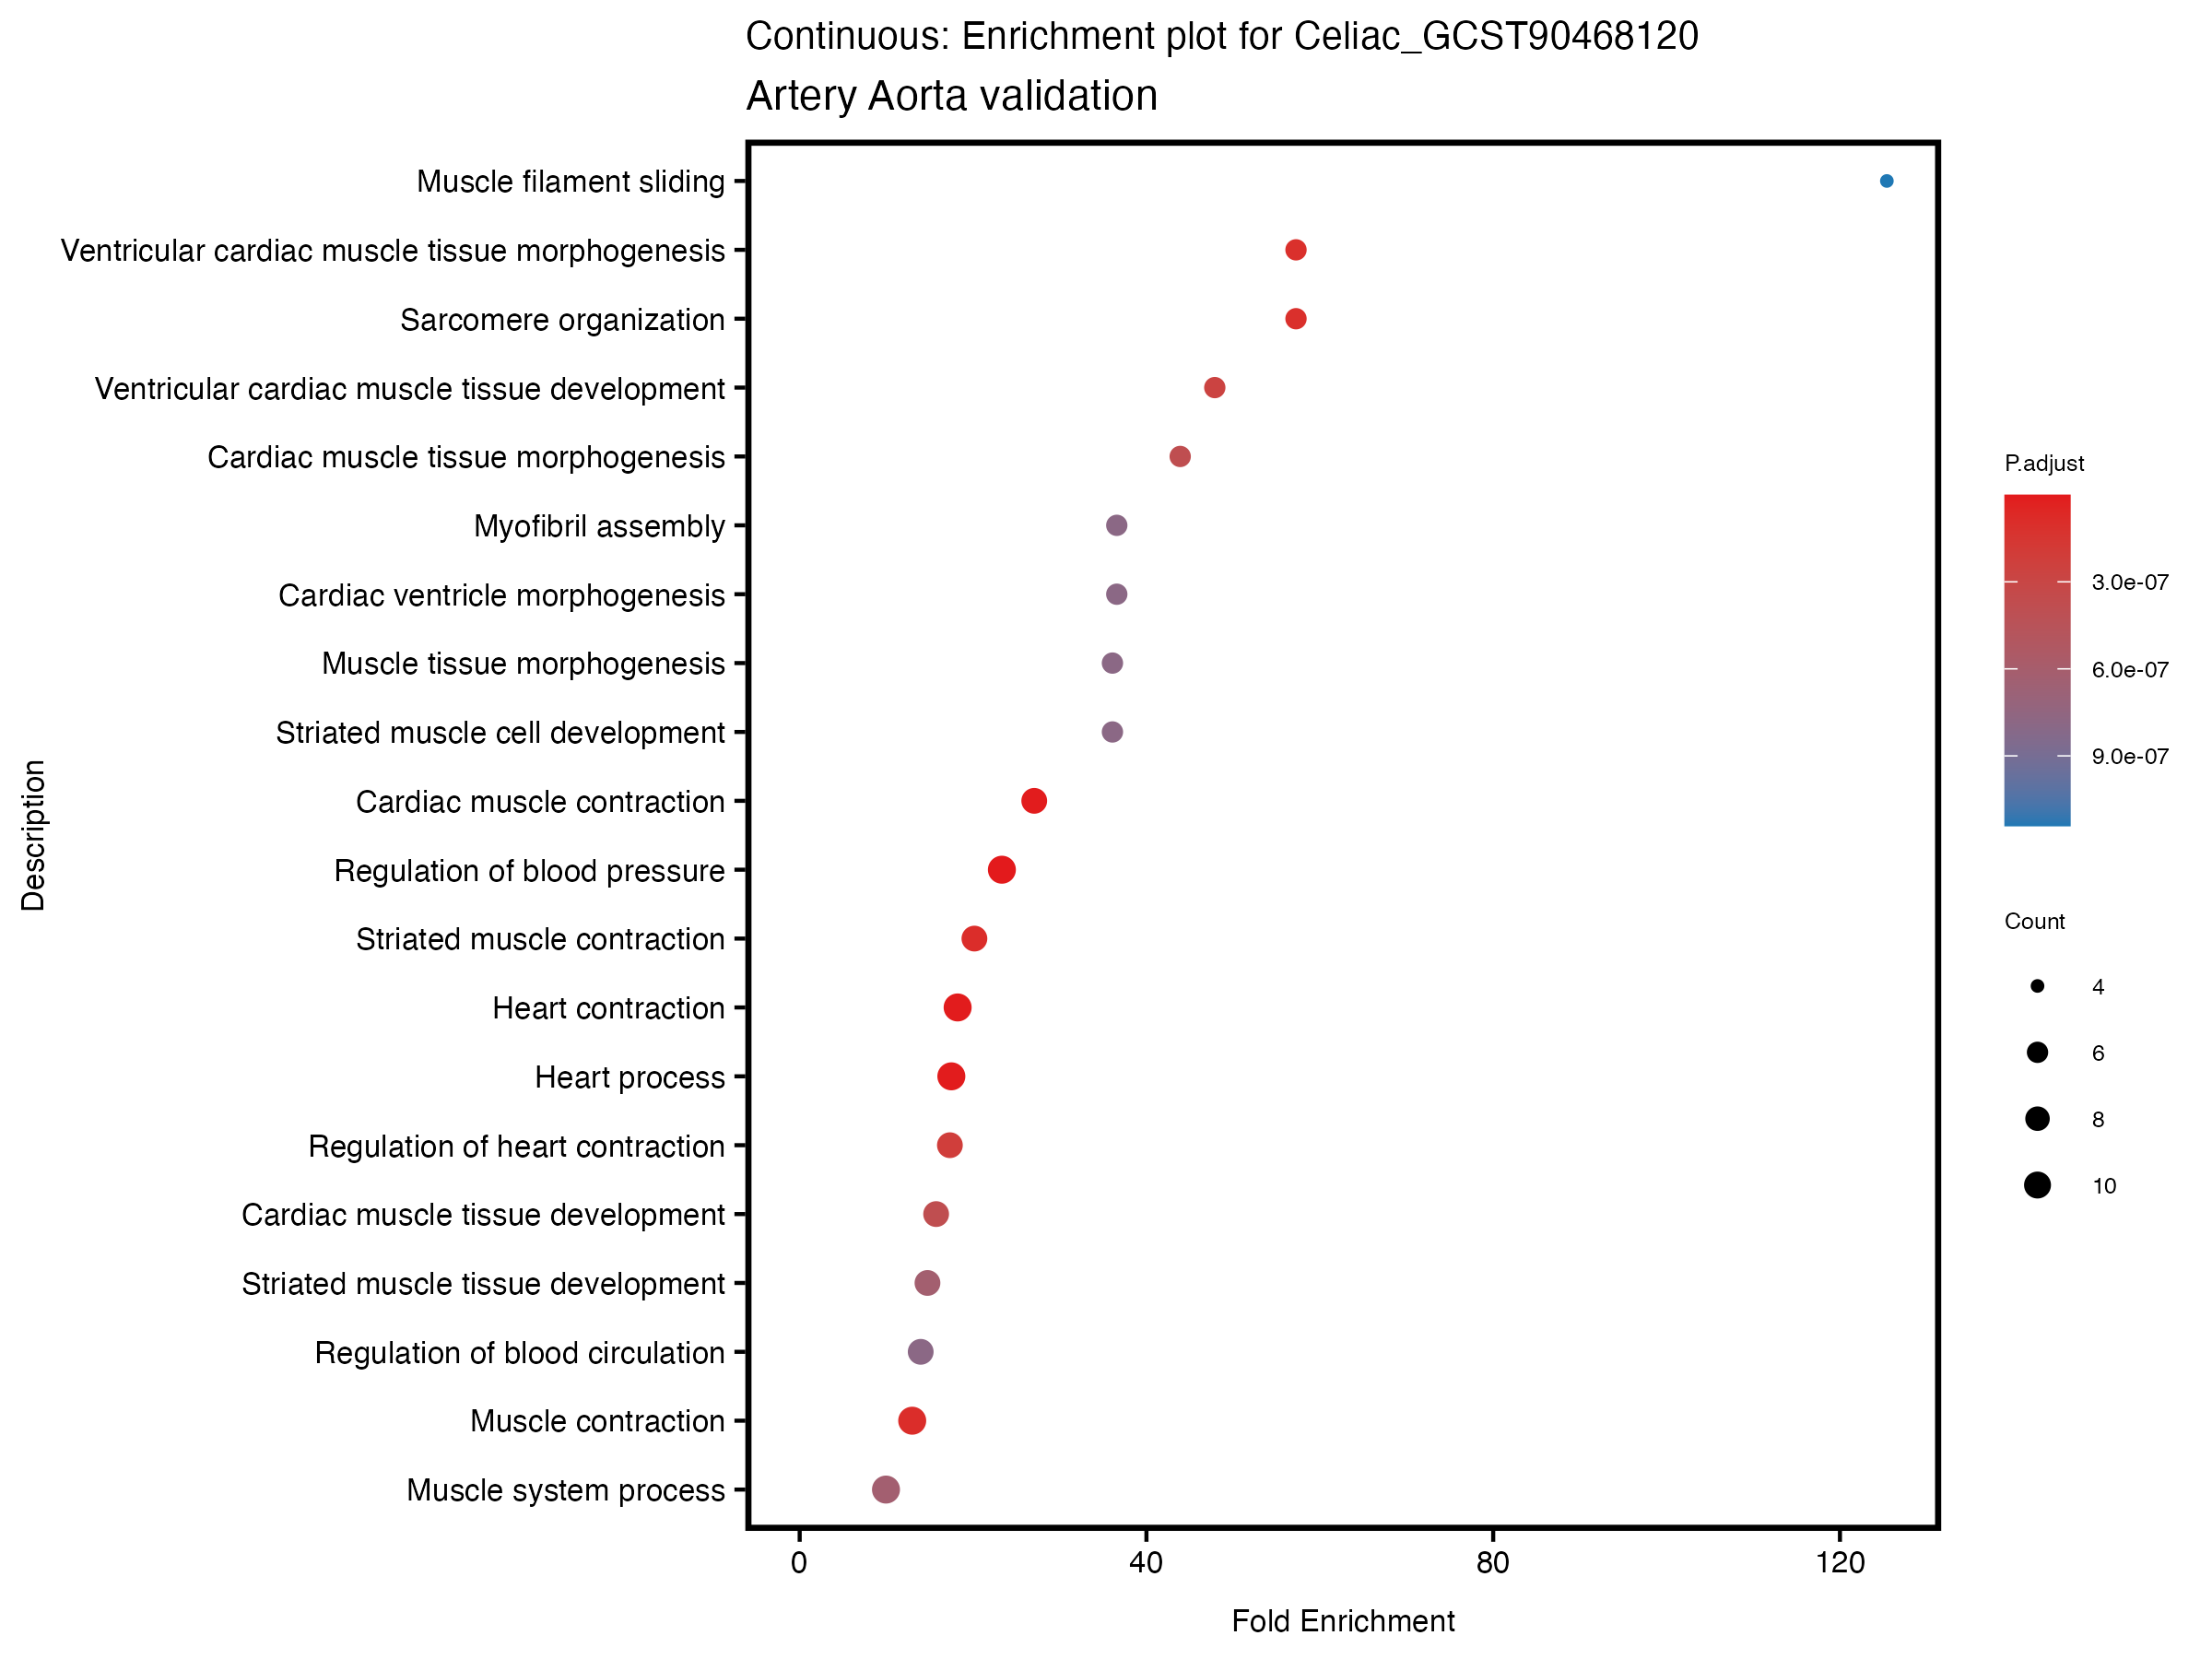 Continuous: Enrichment plot for Celiac_GCST90468120
Artery Aorta validation
Description
Muscle filament sliding
Ventricular cardiac muscle tissue morphogenesis
Sarcomere organization
Ventricular cardiac muscle tissue development
Cardiac muscle tissue morphogenesis
Myofibril assembly
Cardiac ventricle morphogenesis
Muscle tissue morphogenesis
Striated muscle cell development
Cardiac muscle contraction
Regulation of blood pressure
Striated muscle contraction
Heart contraction
Heart process
Regulation of heart contraction
Cardiac muscle tissue development
Striated muscle tissue development
Regulation of blood circulation
Muscle contraction
Muscle system process
0 40 80 120
Fold Enrichment
P.adjust
3.0e-07
6.0e-07
9.0e-07
Count
4
6
8
10